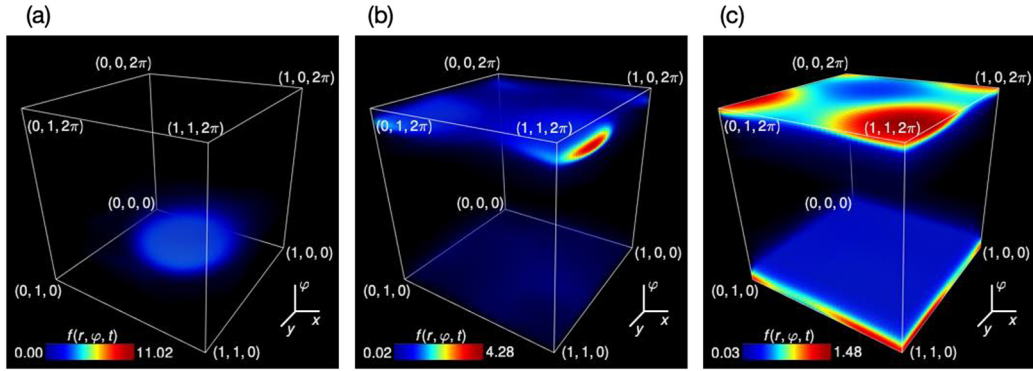 (a)
(0, 0, 2π)
(1, 0, 2π)
(0, 1, 2π)
(1, 1, 2π)
(0, 0, 0)
(1, 0, 0)
(0, 1, 0)
φ
y
x
f(r, φ, t)
0.00
11.02
(1, 1, 0)
(b)
(0, 0, 2π)
(1, 0, 2π)
(0, 1, 2π)
(1, 1, 2π)
(0, 0, 0)
(1, 0, 0)
(0, 1, 0)
φ
y
x
f(r, φ, t)
0.02
4.28
(1, 1, 0)
(c)
(0, 0, 2π)
(1, 0, 2π)
(0, 1, 2π)
(1, 1, 2π)
(0, 0, 0)
(1, 0, 0)
(0, 1, 0)
φ
y
x
f(r, φ, t)
0.03
1.48
(1, 1, 0)